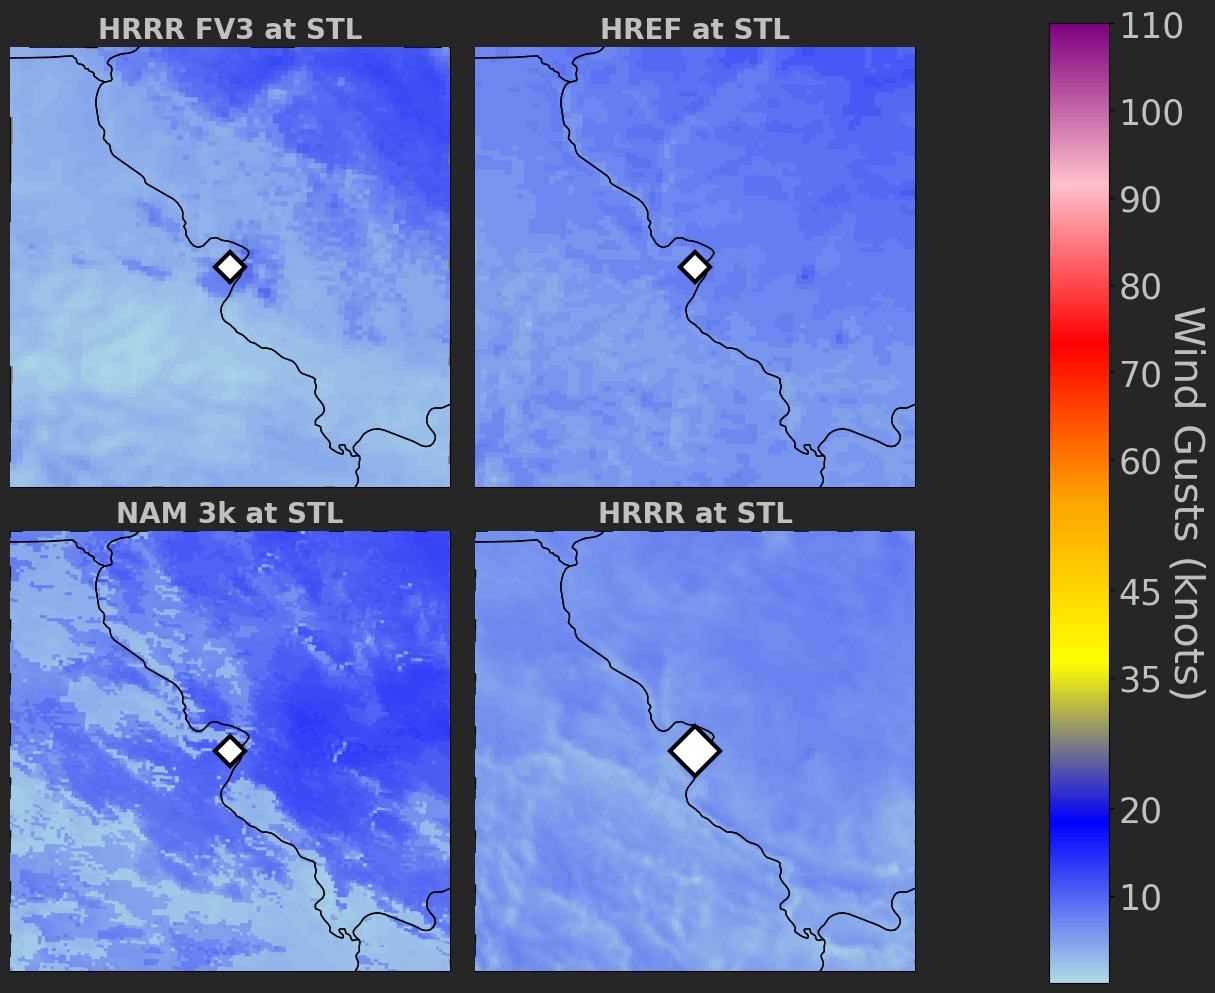 HRRR FV3 at STL
HREF at STL
NAM 3k at STL
HRRR at STL
110
100
90
80
70
60
45
35
20
10
Wind Gusts (knots)